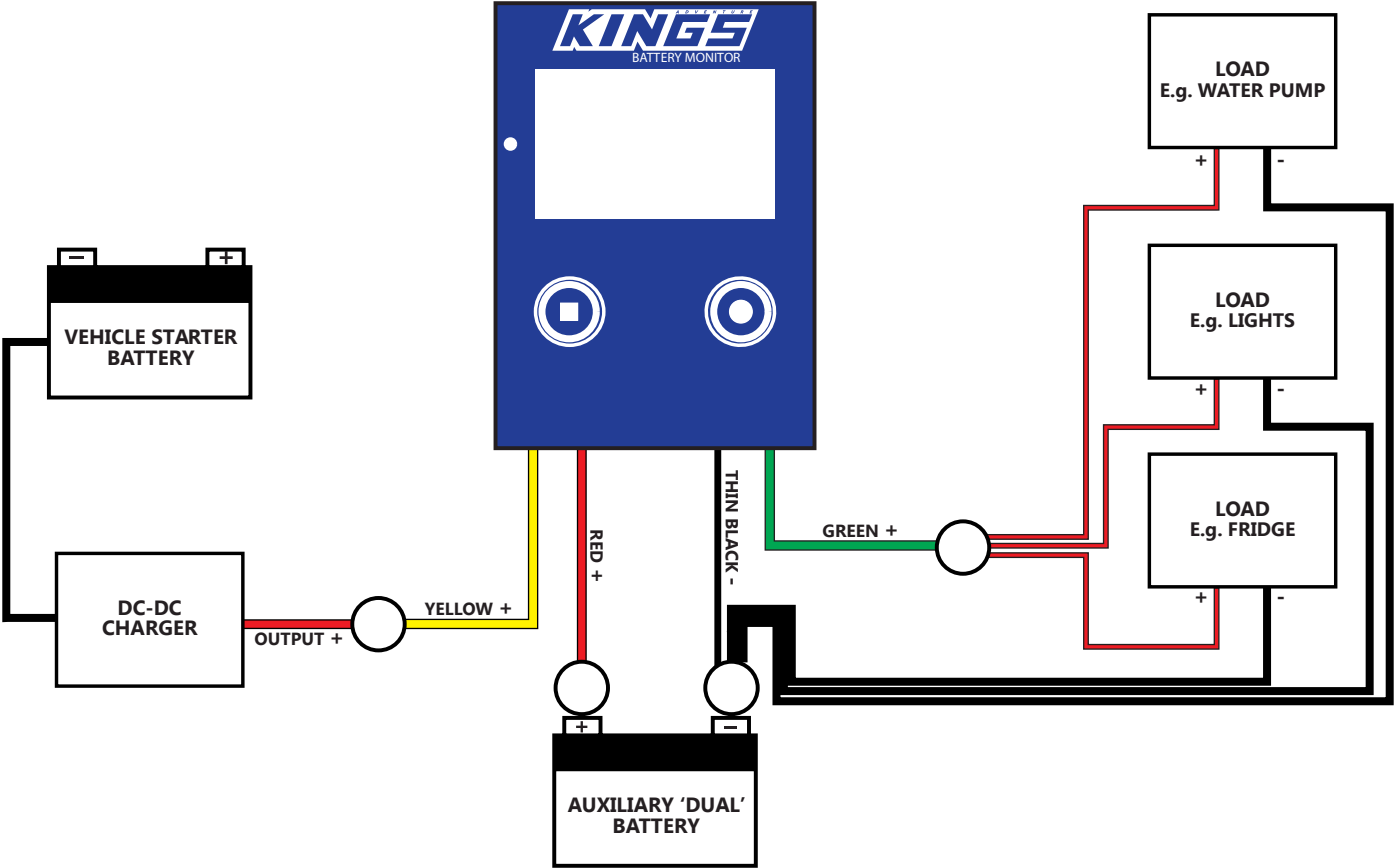 ADVENTURE
KINGS
BATTERY MONITOR
LOAD
E.g. WATER PUMP
+ -
- +
VEHICLE STARTER
BATTERY
LOAD
E.g. LIGHTS
+ -
LOAD
E.g. FRIDGE
+ -
THIN BLACK -
RED +
GREEN +
DC-DC
CHARGER
OUTPUT +
YELLOW +
+ -
AUXILIARY ‘DUAL’
BATTERY